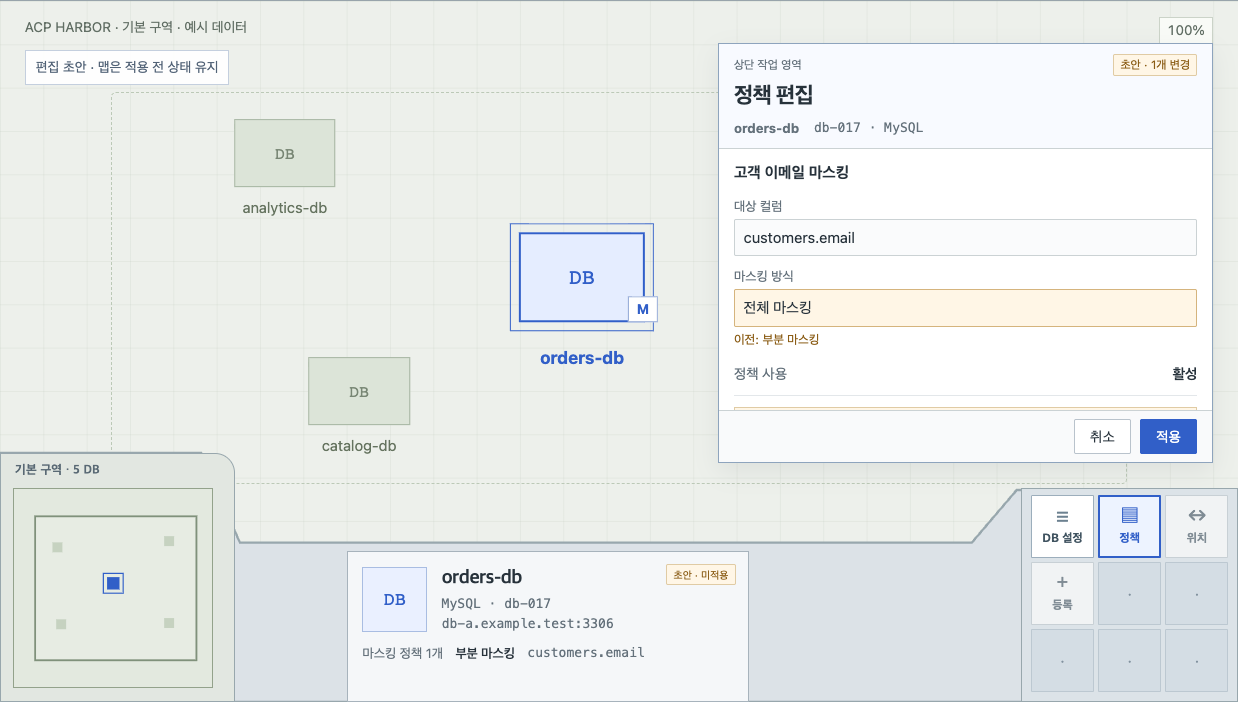 ACP HARBOR · 기본 구역 · 예시 데이터
100%
편집 초안 · 맵은 적용 전 상태 유지
DB
analytics-db
DB
M
orders-db
DB
catalog-db
상단 작업 영역
초안 · 1개 변경
정책 편집
orders-db db-017 · MySQL
고객 이메일 마스킹
대상 컬럼
customers.email
마스킹 방식
전체 마스킹
이전: 부분 마스킹
정책 사용 활성
취소 적용
기본 구역 · 5 DB
DB
orders-db
초안 · 미적용
MySQL · db-017
db-a.example.test:3306
마스킹 정책 1개 부분 마스킹 customers.email
DB 설정 정책 위치
등록